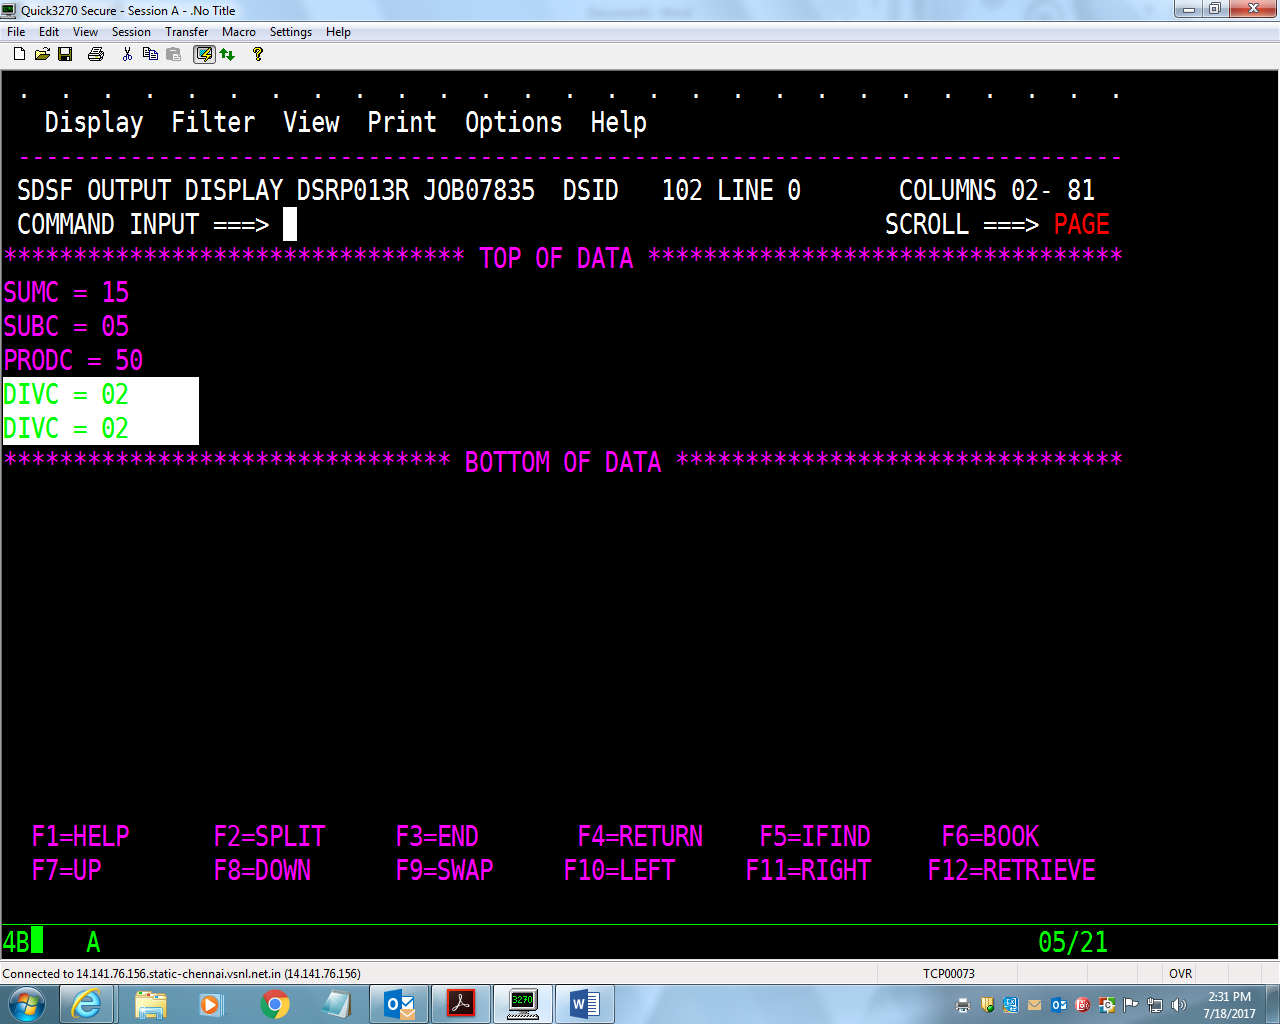 Quick3270 Secure - Session A - .No Title
File Edit View Session Transfer Macro Settings Help
. . . . . . . . . . . . . . . . . . . . . . . . . . .
Display Filter View Print Options Help
-------------------------------------------------------------------------------
SDSF OUTPUT DISPLAY DSRP013R JOB07835 DSID 102 LINE 0 COLUMNS 02- 81
COMMAND INPUT ===> SCROLL ===> PAGE
********************************* TOP OF DATA **********************************
SUMC = 15
SUBC = 05
PRODC = 50
DIVC = 02
DIVC = 02
******************************** BOTTOM OF DATA ********************************
F1=HELP F2=SPLIT F3=END F4=RETURN F5=IFIND F6=BOOK
F7=UP F8=DOWN F9=SWAP F10=LEFT F11=RIGHT F12=RETRIEVE
4B A 05/21
Connected to 14.141.76.156.static-chennai.vsnl.net.in (14.141.76.156) TCP00073 OVR
3270
2:31 PM
7/18/2017